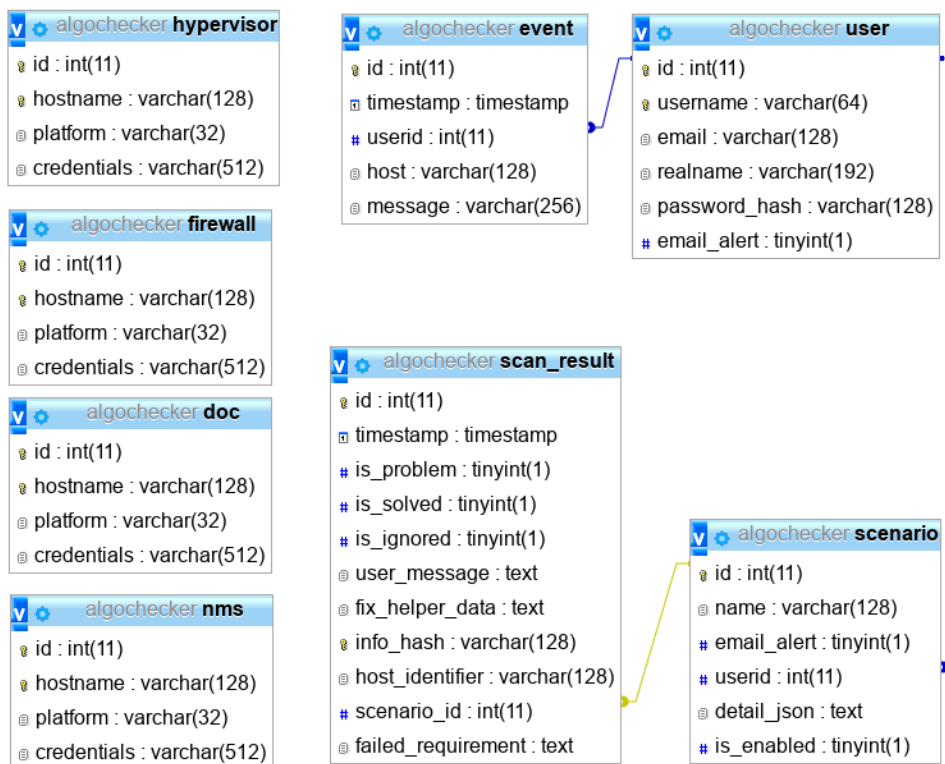 algochecker hypervisor
id : int(11)
hostname : varchar(128)
platform : varchar(32)
credentials : varchar(512)
algochecker firewall
id : int(11)
hostname : varchar(128)
platform : varchar(32)
credentials : varchar(512)
algochecker doc
id : int(11)
hostname : varchar(128)
platform : varchar(32)
credentials : varchar(512)
algochecker nms
id : int(11)
hostname : varchar(128)
platform : varchar(32)
credentials : varchar(512)
algochecker event
id : int(11)
timestamp : timestamp
userid : int(11)
host : varchar(128)
message : varchar(256)
algochecker user
id : int(11)
username : varchar(64)
email : varchar(128)
realname : varchar(192)
password_hash : varchar(128)
email_alert : tinyint(1)
algochecker scan_result
id : int(11)
timestamp : timestamp
is_problem : tinyint(1)
is_solved : tinyint(1)
is_ignored : tinyint(1)
user_message : text
fix_helper_data : text
info_hash : varchar(128)
host_identifier : varchar(128)
scenario_id : int(11)
failed_requirement : text
algochecker scenario
id : int(11)
name : varchar(128)
email_alert : tinyint(1)
userid : int(11)
detail_json : text
is_enabled : tinyint(1)